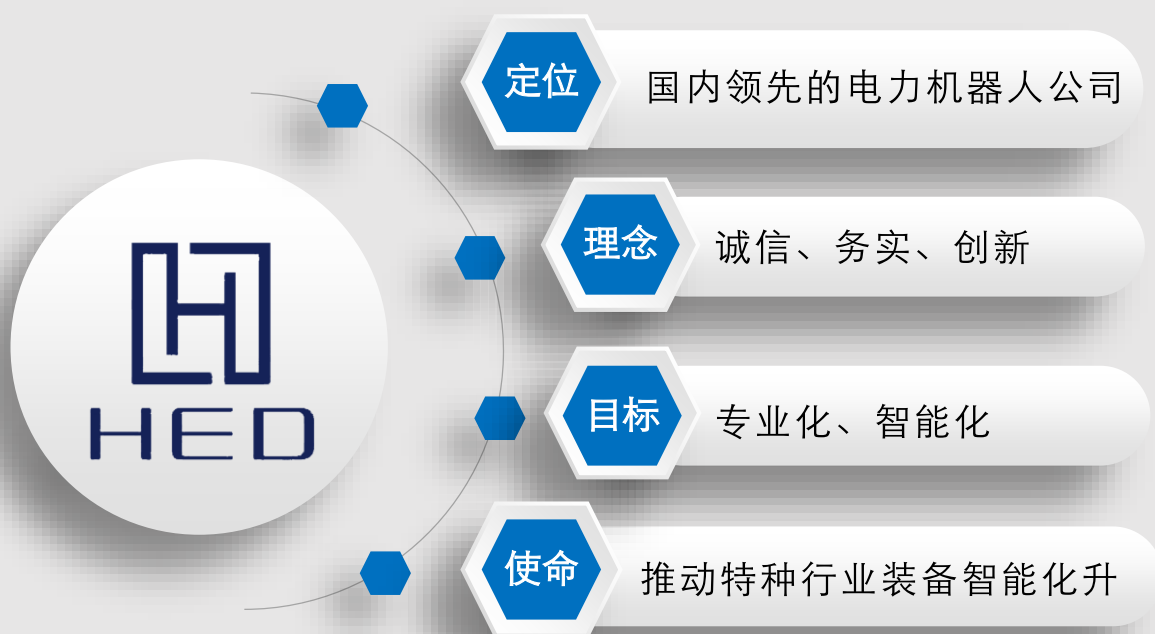 定位
国内领先的电力机器人公司
理念
诚信、务实、创新
HED
目标
专业化、智能化
使命
推动特种行业装备智能化升